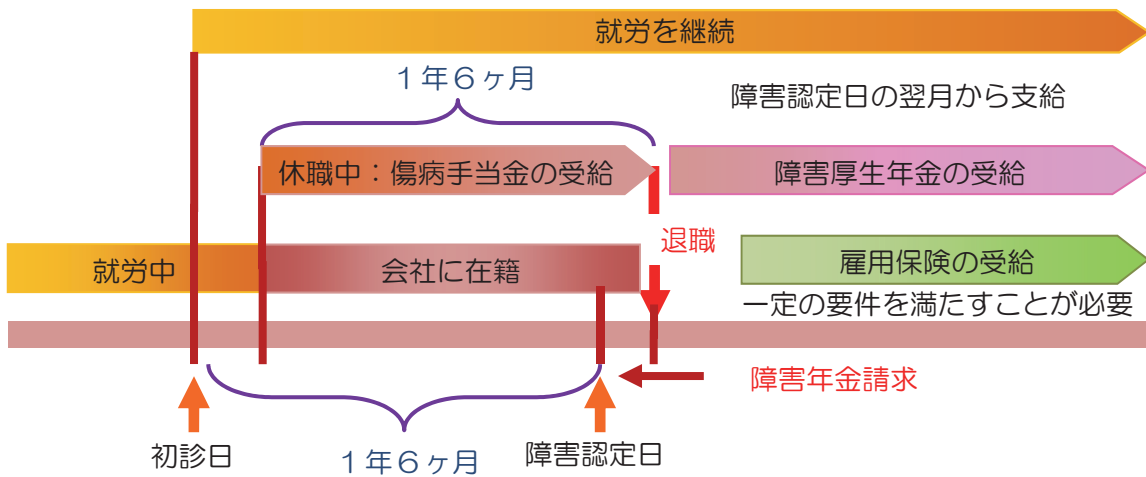 就労を継続
１年６ヶ月
障害認定日の翌月から支給
休職中：傷病手当金の受給
障害厚生年金の受給
退職
就労中
会社に在籍
雇用保険の受給
一定の要件を満たすことが必要
障害年金請求
初診日
１年６ヶ月
障害認定日